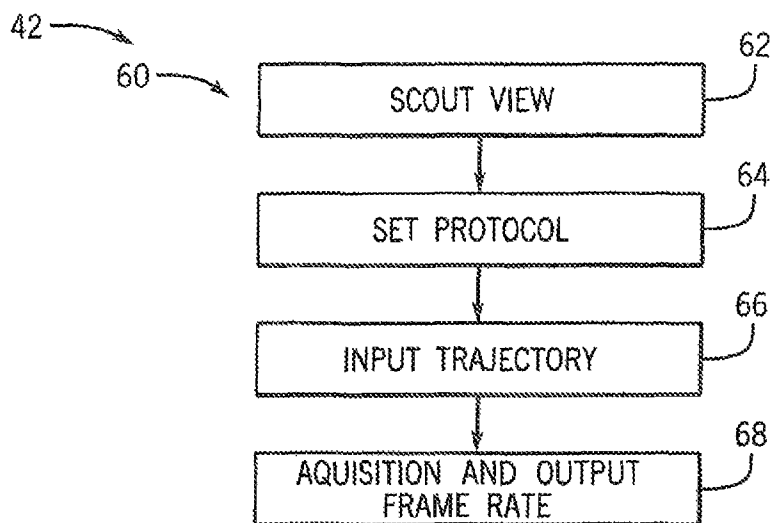 42
60
62
SCOUT VIEW
64
SET PROTOCOL
66
INPUT TRAJECTORY
68
AQUISITION AND OUTPUT
FRAME RATE